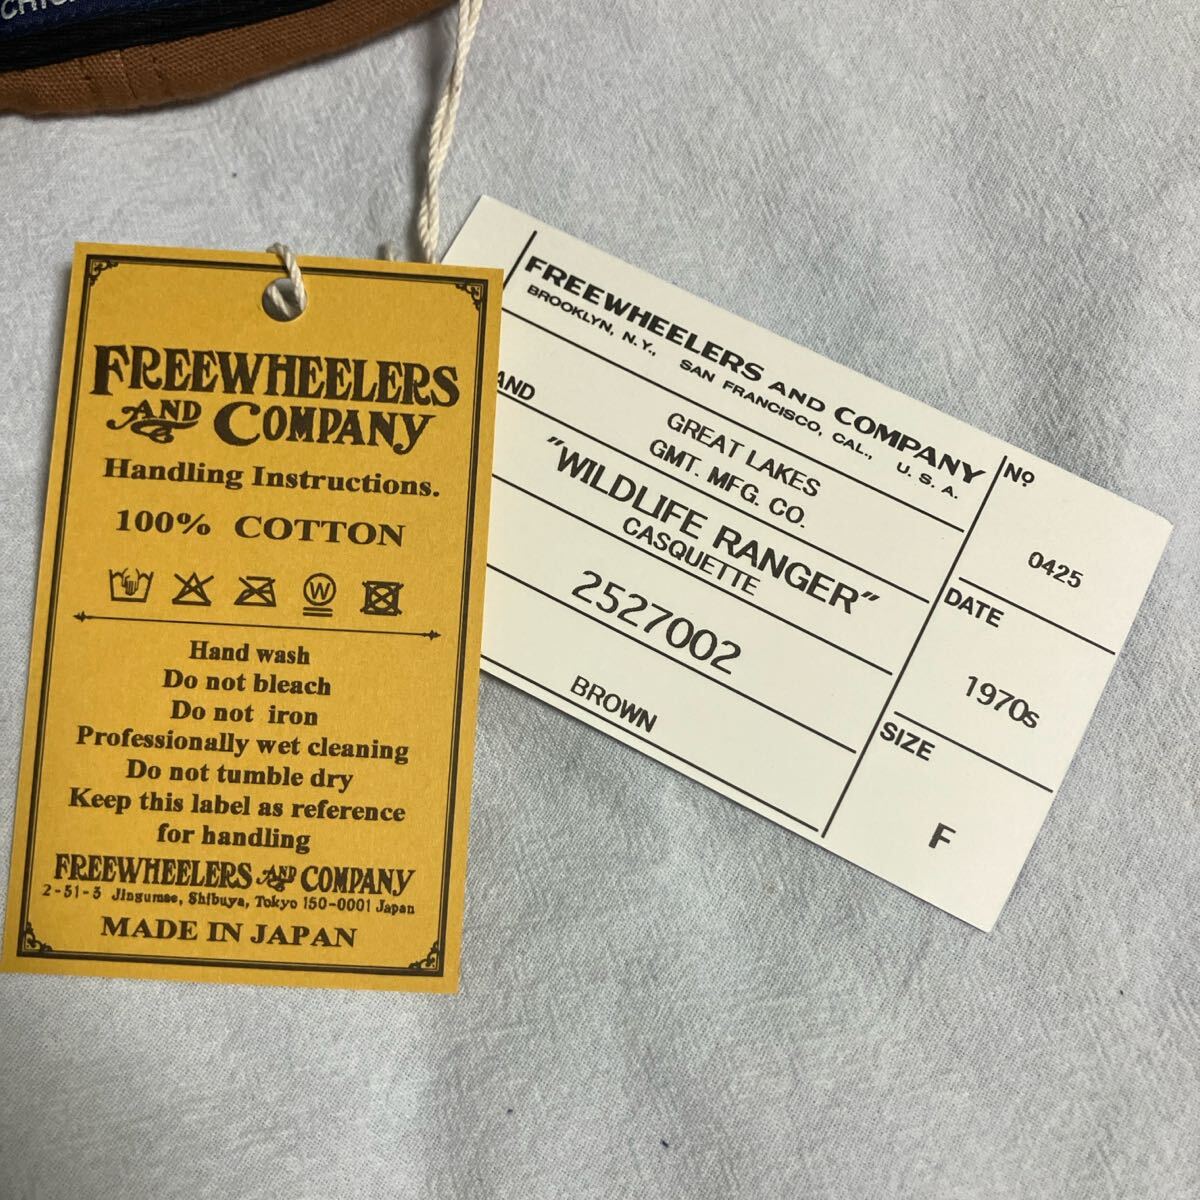 FREEWHEELERS
AND COMPANY
Handling Instructions.
100% COTTON
W
Hand wash
Do not bleach
Do not iron
Professionally wet cleaning
Do not tumble dry
Keep this label as reference
for handling
FREEWHEELERS AND COMPANY
2-51-3 Jingumae, Shibuya, Tokyo 150-0001 Japan
MADE IN JAPAN
FREEWHEELERS AND COMPANY
BROOKLYN, N.Y., SAN FRANCISCO, CAL., U. S. A.
GREAT LAKES
GMT. MFG. CO.
"WILDLIFE RANGER"
CASQUETTE
2527002
BROWN
Nº
0425
DATE
1970s
SIZE
F